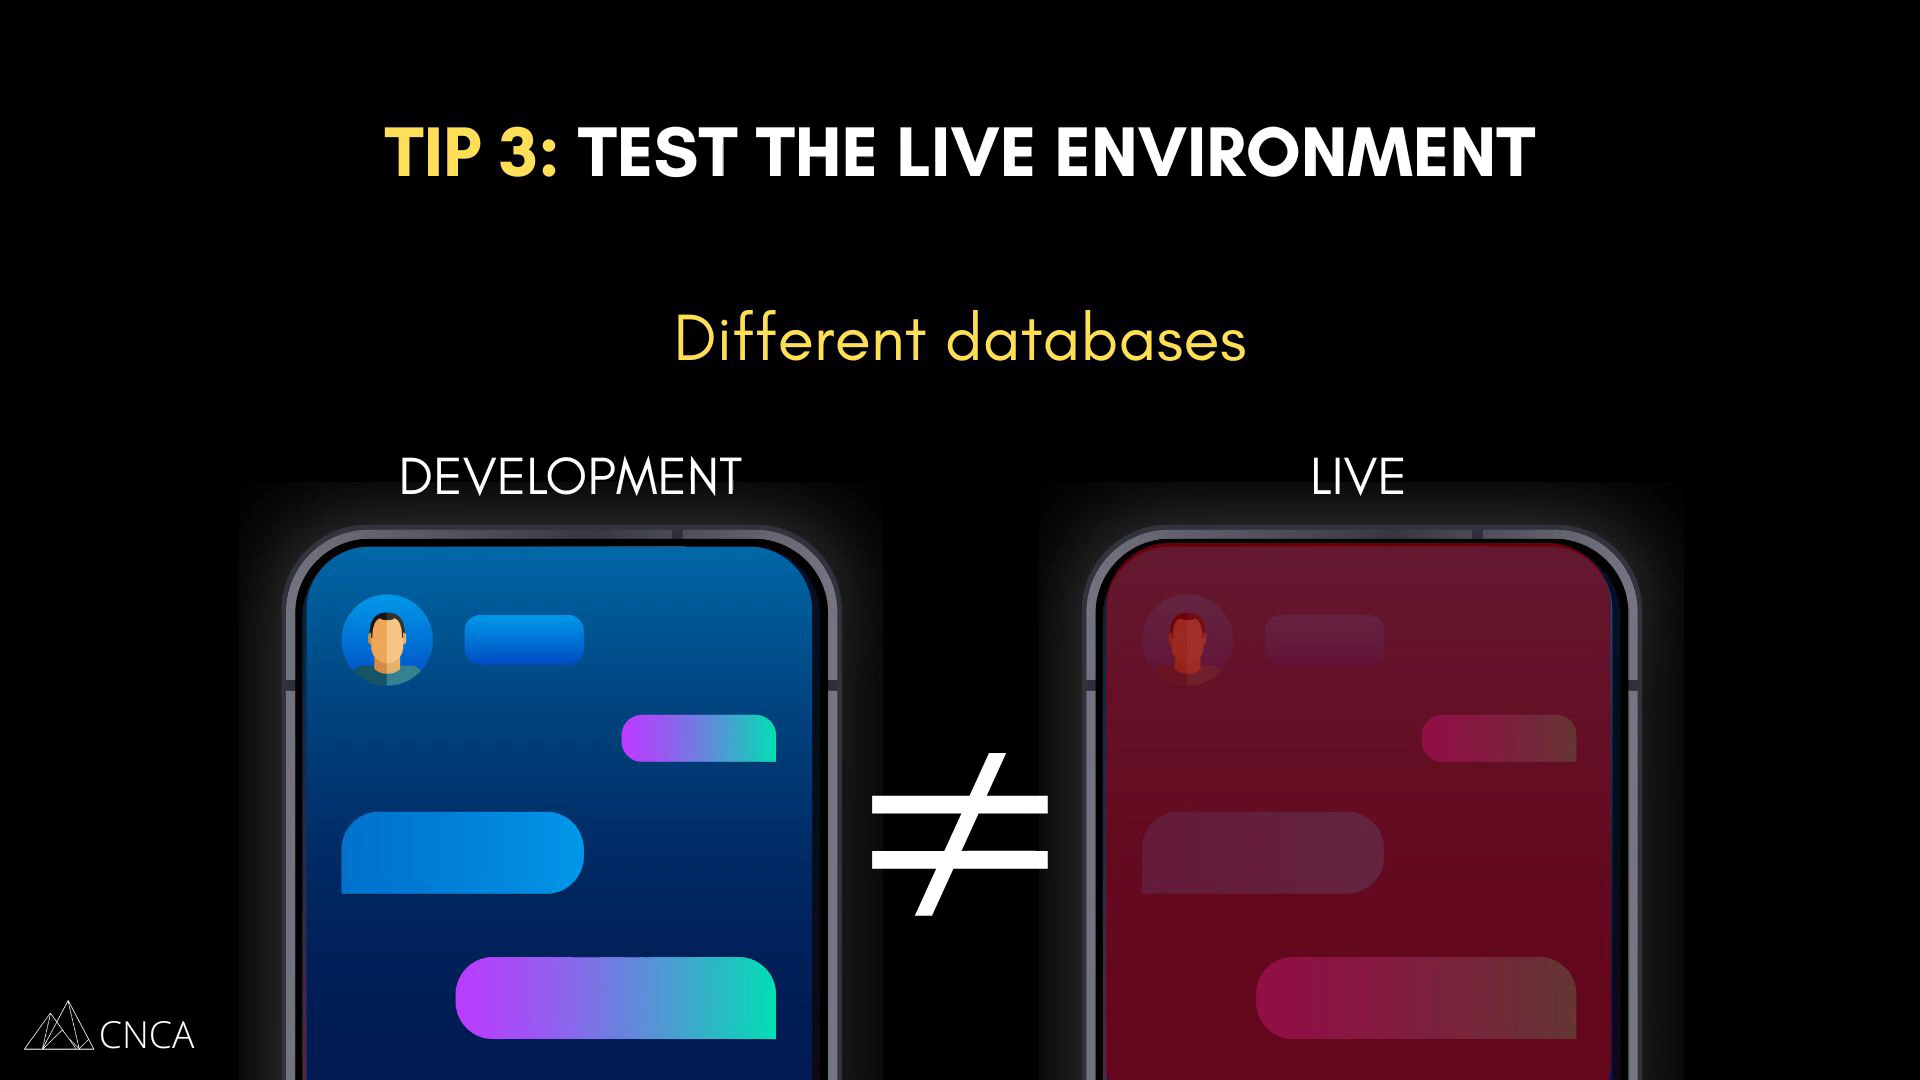 TIP 3: TEST THE LIVE ENVIRONMENT
Different databases
DEVELOPMENT
LIVE
≠
CNCA